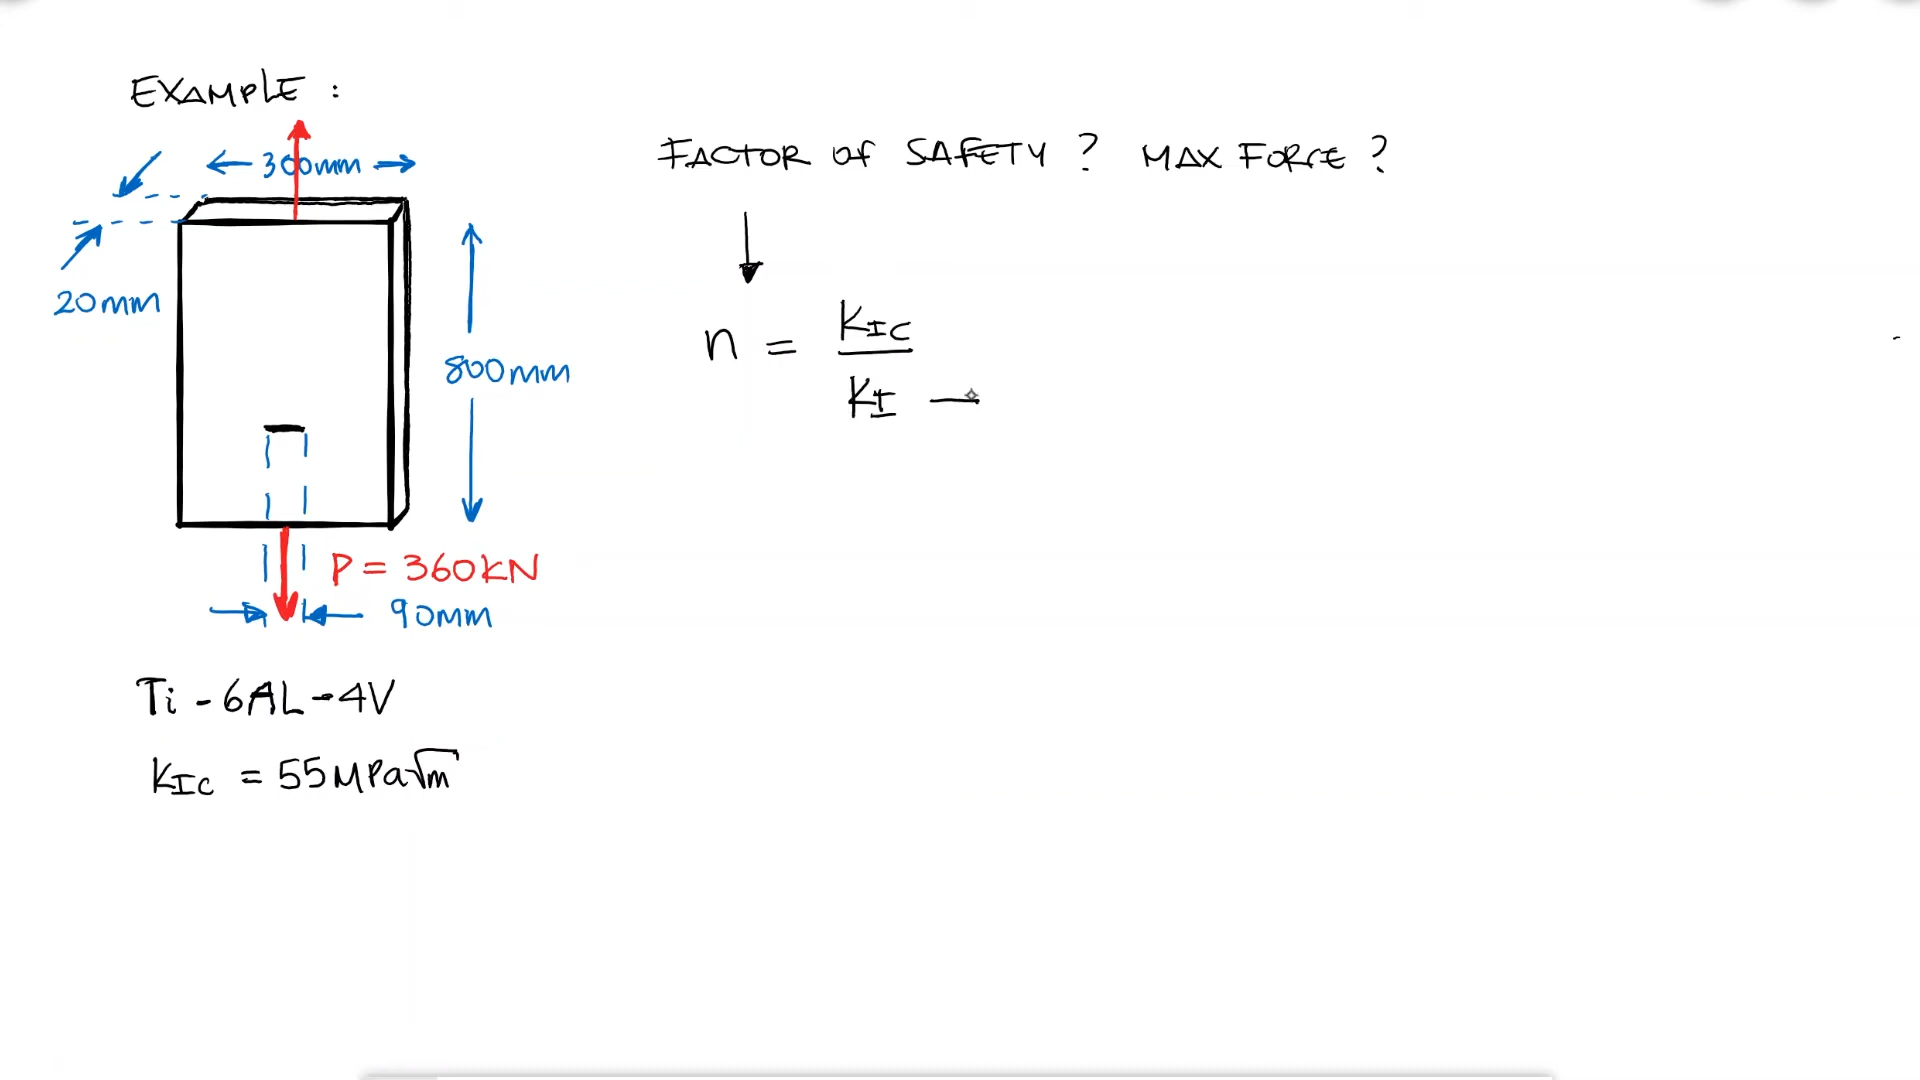 EXAMPLE :
300mm
20mm
800mm
P = 360KN
90mm
Ti - 6AL - 4V
KIC = 55MPa√m
FACTOR OF SAFETY ? MAX FORCE ?
n = KIC
KI